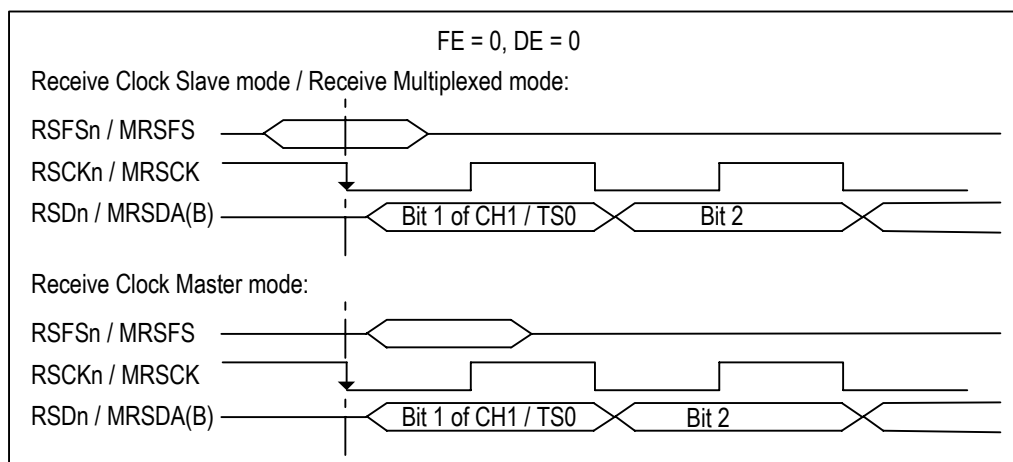 FE = 0, DE = 0
Receive Clock Slave mode / Receive Multiplexed mode:
RSFSn / MRSFS
RSCKn / MRSCK
RSDn / MRSDA(B)
Bit 1 of CH1 / TS0
Bit 2
Receive Clock Master mode:
RSFSn / MRSFS
RSCKn / MRSCK
RSDn / MRSDA(B)
Bit 1 of CH1 / TS0
Bit 2